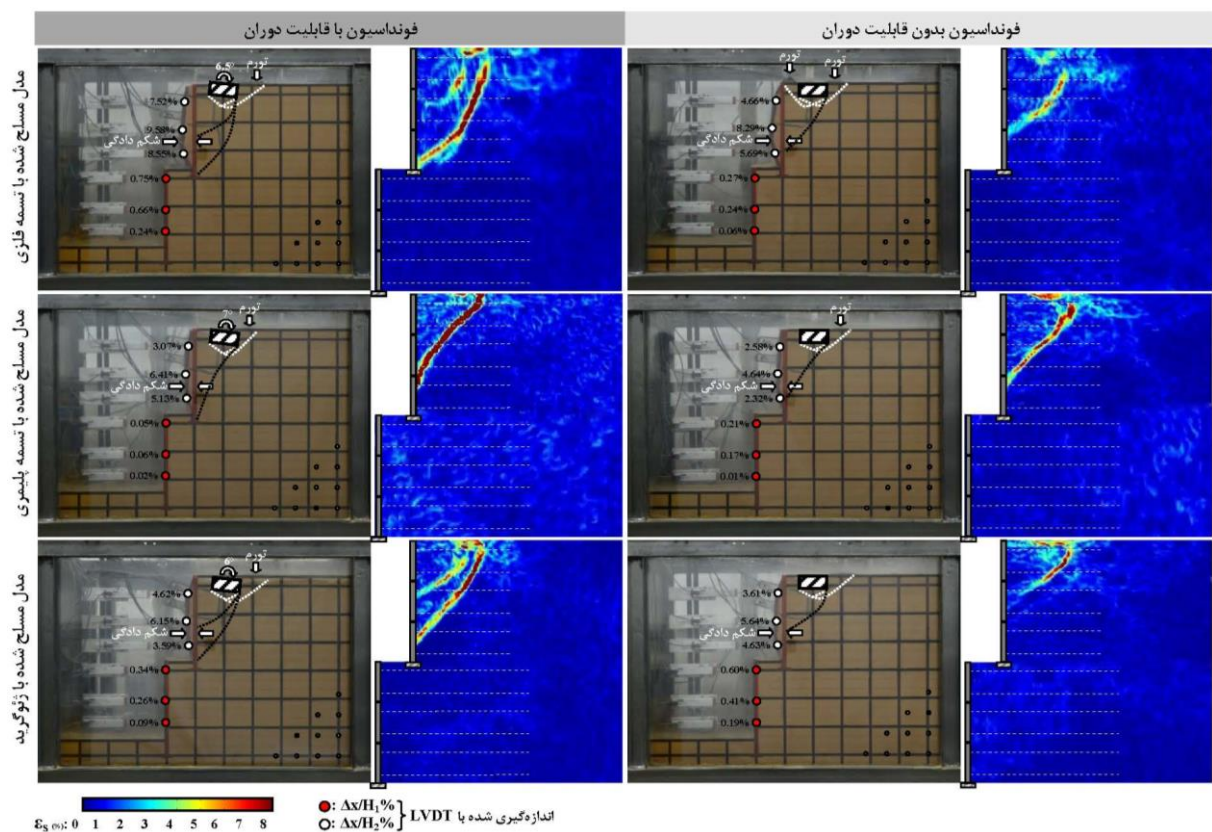 فونداسیون با قابلیت دوران
فونداسیون بدون قابلیت دوران
مدل مسلح شده با تسمه فلزی
6.5°
تورم
7.52%
9.58%
شکم دادگی
8.55%
0.75%
0.66%
0.24%
تورم
تورم
4.66%
8.29%
شکم دادگی
5.69%
0.27%
0.24%
0.06%
مدل مسلح شده با تسمه پلیمری
7°
تورم
3.07%
6.41%
شکم دادگی
5.13%
0.05%
0.06%
0.02%
تورم
2.58%
4.64%
شکم دادگی
2.32%
0.21%
0.17%
0.01%
مدل مسلح شده با ژئوگرید
تورم
4.62%
6.15%
شکم دادگی
3.59%
0.34%
0.26%
0.09%
تورم
3.61%
5.64%
شکم دادگی
4.63%
0.60%
0.41%
0.19%
εs (%): 0 1 2 3 4 5 6 7 8
: Δx/H₁%
: Δx/H₂%
اندازه‌گیری شده با LVDT